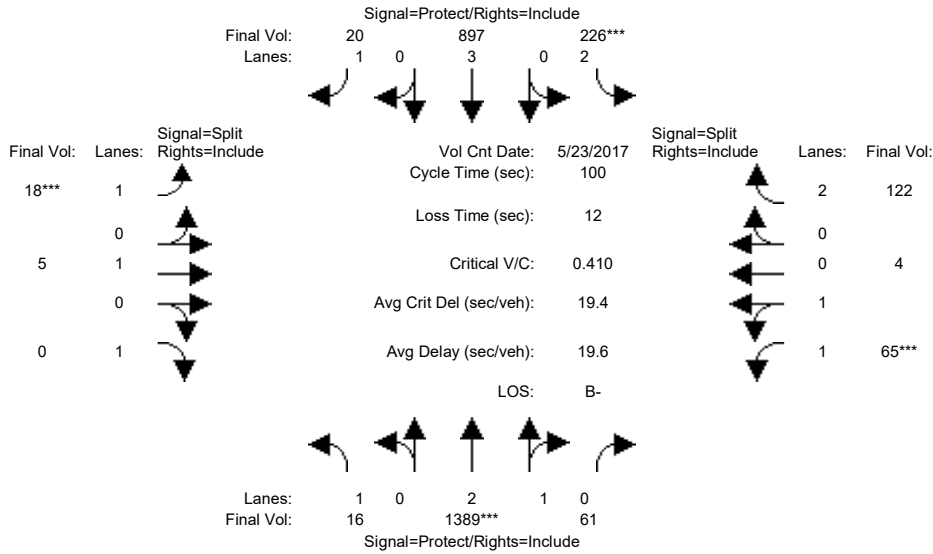 Signal=Protect/Rights=Include
Final Vol: 20 897 226***
Lanes: 1 0 3 0 2
Signal=Split
Final Vol: Lanes: Rights=Include
Vol Cnt Date: 5/23/2017
Signal=Split
Rights=Include Lanes: Final Vol:
Cycle Time (sec): 100
18*** 1
2 122
Loss Time (sec): 12
0
0
5 1
Critical V/C: 0.410
0 4
0
Avg Crit Del (sec/veh): 19.4
1
0 1
Avg Delay (sec/veh): 19.6
1 65***
LOS: B-
Lanes: 1 0 2 1 0
Final Vol: 16 1389*** 61
Signal=Protect/Rights=Include